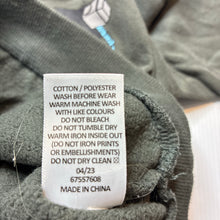 COTTON / POLYESTER
WASH BEFORE WEAR
WARM MACHINE WASH
WITH LIKE COLOURS
DO NOT BLEACH
DO NOT TUMBLE DRY
WARM IRON INSIDE OUT
(DO NOT IRON PRINTS
OR EMBELLISHMENTS)
DO NOT DRY CLEAN
04/23
67557608
MADE IN CHINA